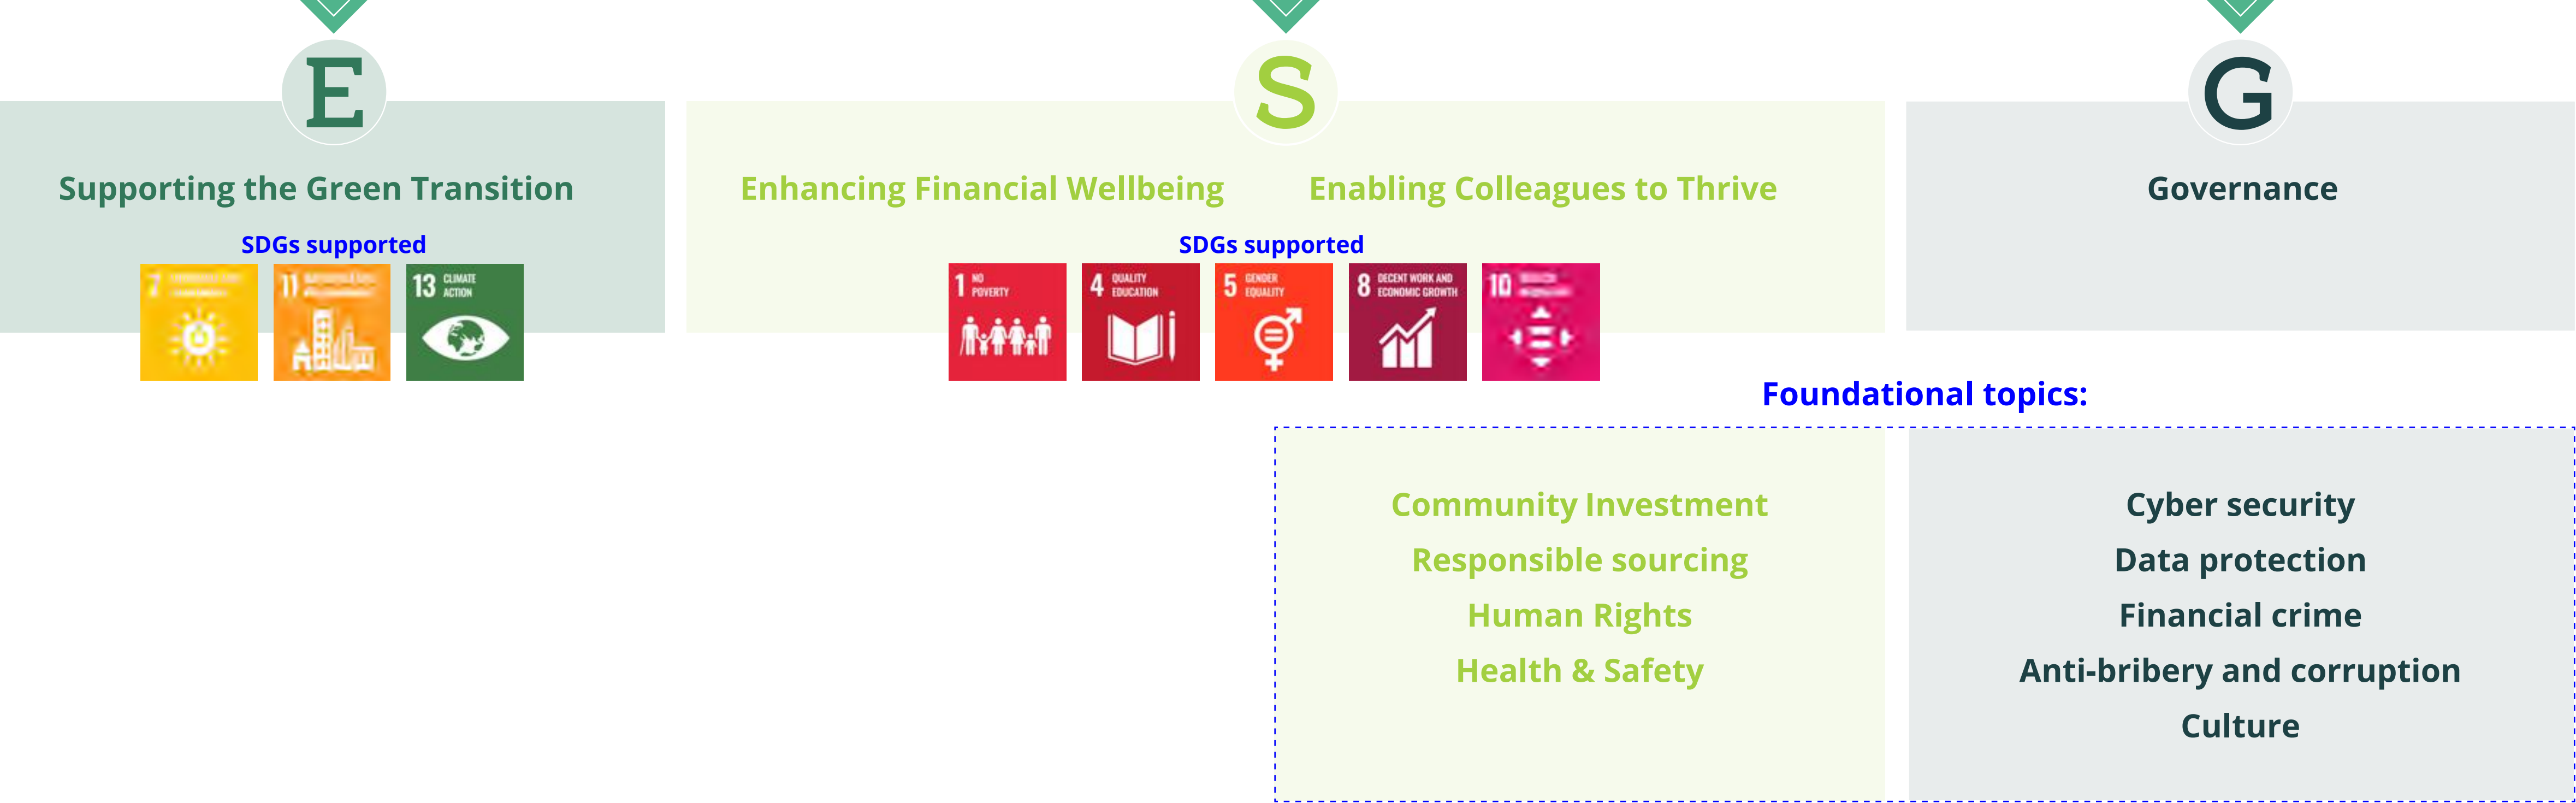 E
S
G
Supporting the Green Transition
Enhancing Financial Wellbeing
Enabling Colleagues to Thrive
Governance
SDGs supported
7
11
13 CLIMATE
ACTION
SDGs supported
1 NO
POVERTY
4 QUALITY
EDUCATION
5 GENDER
EQUALITY
8 DECENT WORK AND
ECONOMIC GROWTH
10
Foundational topics:
Community Investment
Responsible sourcing
Human Rights
Health & Safety
Cyber security
Data protection
Financial crime
Anti-bribery and corruption
Culture